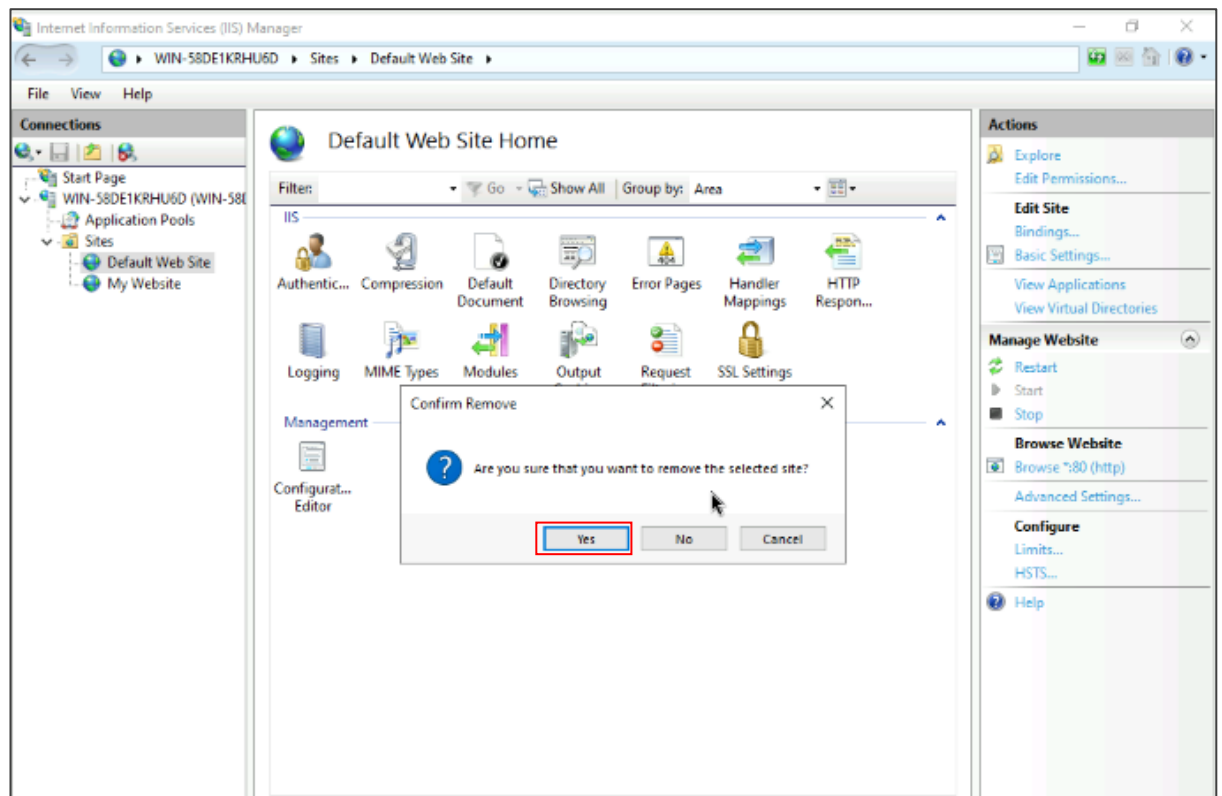 Internet Information Services (IIS) Manager
WIN-58DE1KRHU6D ▸ Sites ▸ Default Web Site ▸
File View Help
Connections
Start Page
WIN-58DE1KRHU6D (WIN-58
Application Pools
Sites
Default Web Site
My Website
Default Web Site Home
Filter: Go Show All Group by: Area
IIS
Authentic... Compression Default Document Directory Browsing Error Pages Handler Mappings HTTP Respon...
404
Logging MIME Types Modules Output Request SSL Settings
Management
Configurat... Editor
Confirm Remove
Are you sure that you want to remove the selected site?
Yes No Cancel
Actions
Explore
Edit Permissions...
Edit Site
Bindings...
Basic Settings...
View Applications
View Virtual Directories
Manage Website
Restart
Start
Stop
Browse Website
Browse *:80 (http)
Advanced Settings...
Configure
Limits...
HSTS...
Help